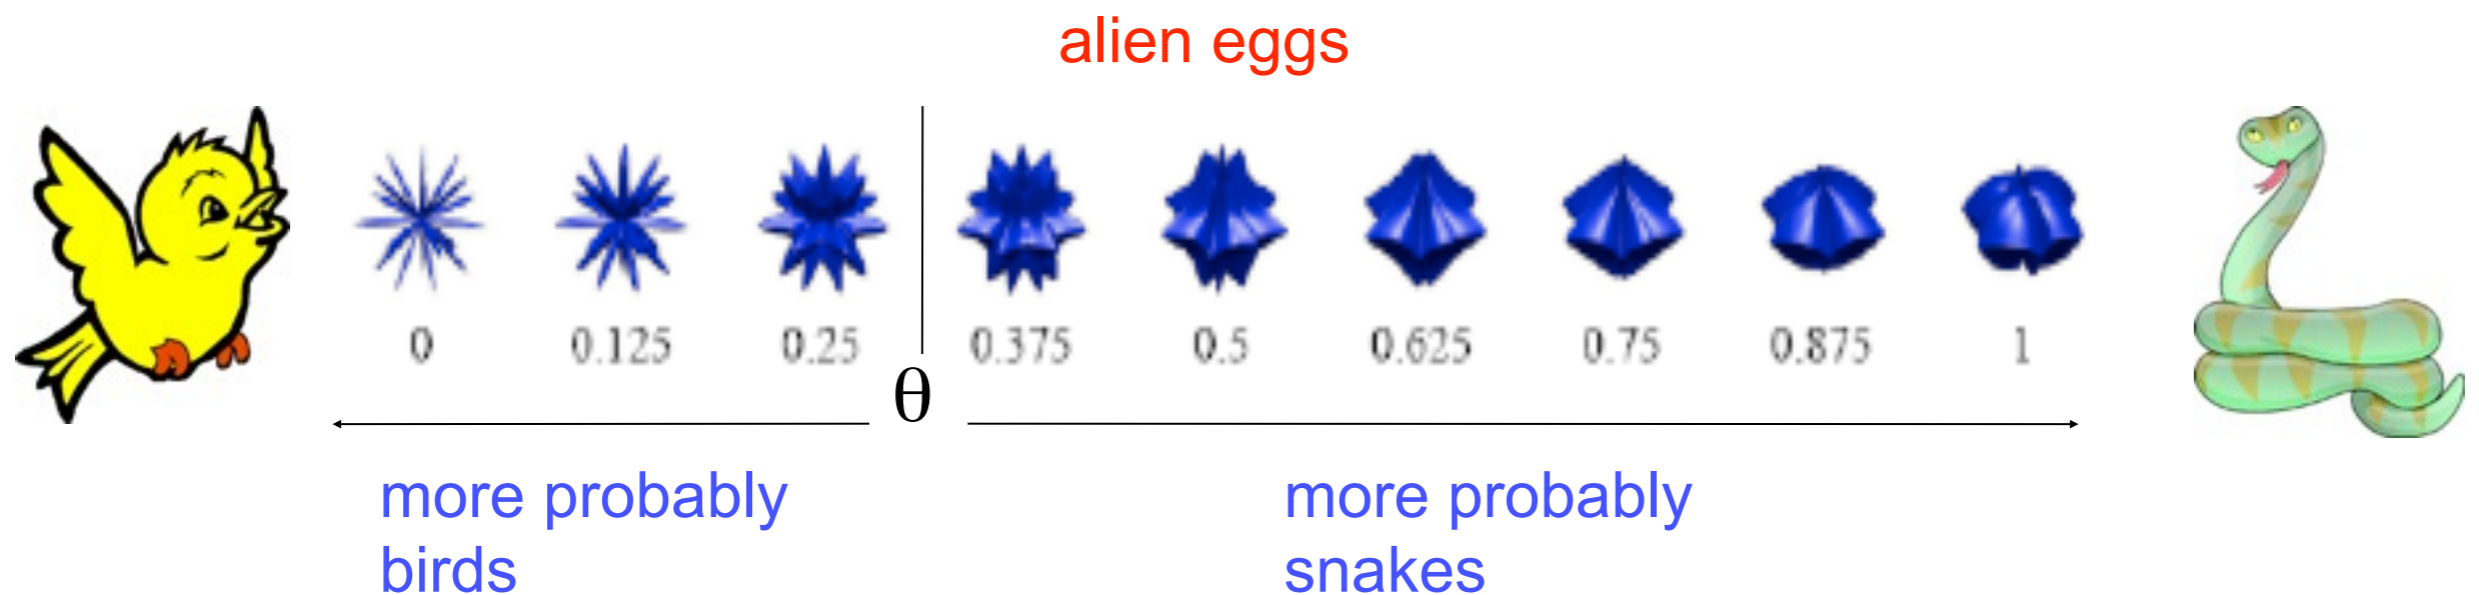 alien eggs
0 0.125 0.25 0.375 0.5 0.625 0.75 0.875 1
θ
more probably
birds
more probably
snakes